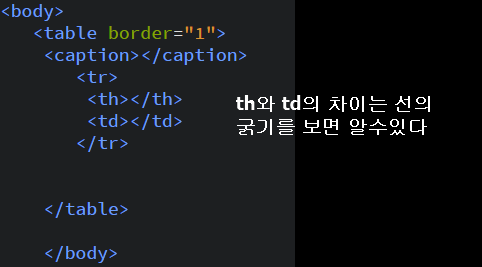 <body>
<table border="1">
<caption></caption>
<tr>
<th></th>
<td></td>
</tr>
th와 td의 차이는 선의
굵기를 보면 알수있다
</table>
</body>